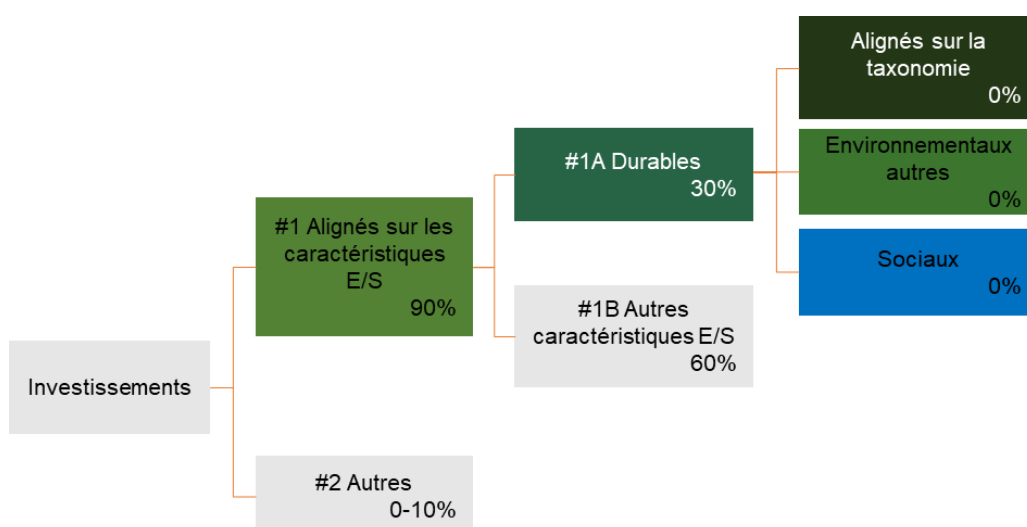 Investissements
#1 Alignés sur les
caractéristiques
E/S
90%
#2 Autres
0-10%
#1A Durables
30%
#1B Autres
caractéristiques E/S
60%
Alignés sur la
taxonomie
0%
Environnementaux
autres
0%
Sociaux
0%